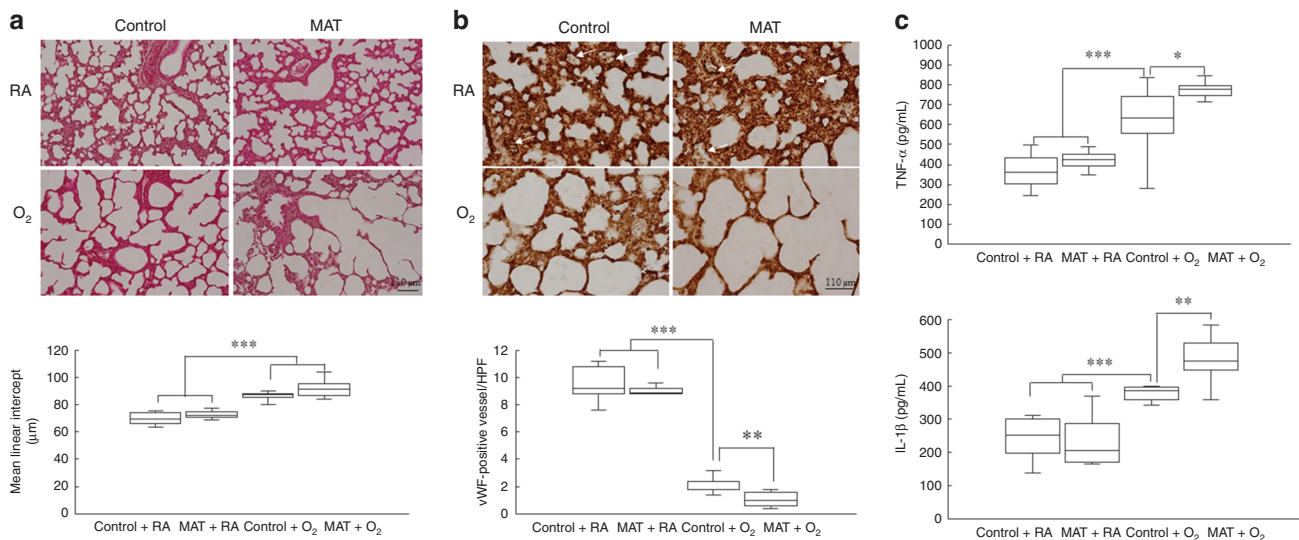 a
Control
MAT
RA
O2
110 μm
120
100
80
60
40
20
0
Mean linear intercept
(μm)
***
Control + RA
MAT + RA
Control + O2
MAT + O2
b
Control
MAT
RA
O2
110 μm
12
10
8
6
4
2
0
vWF-positive vessel/HPF
***
**
Control + RA
MAT + RA
Control + O2
MAT + O2
c
1000
900
800
700
600
500
400
300
200
100
0
TNF-α (pg/mL)
***
*
Control + RA
MAT + RA
Control + O2
MAT + O2
600
500
400
300
200
100
0
IL-1β (pg/mL)
***
**
Control + RA
MAT + RA
Control + O2
MAT + O2